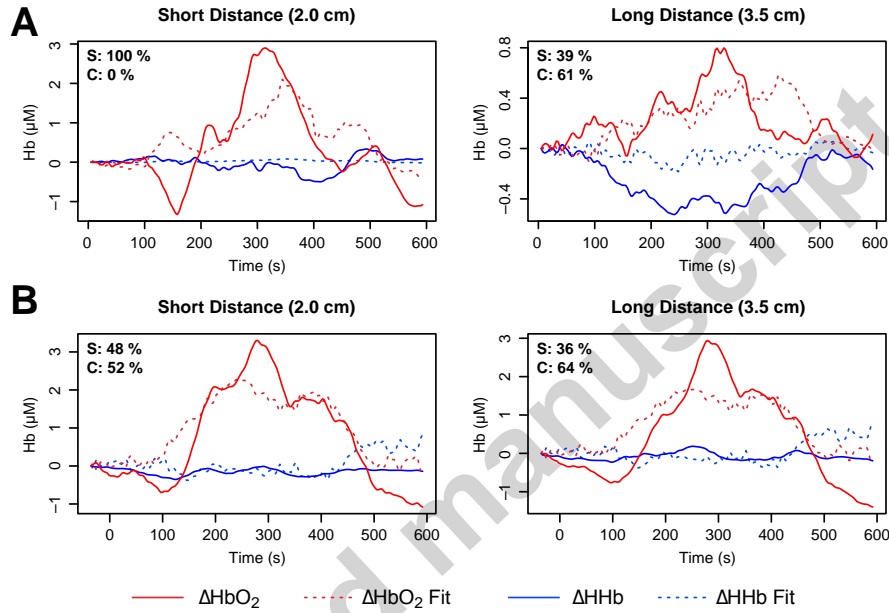 A
Short Distance (2.0 cm)
Long Distance (3.5 cm)
S: 100 %
C: 0 %
S: 39 %
C: 61 %
Hb (µM)
3
2
1
0
−1
0 100 200 300 400 500 600
Time (s)
Hb (µM)
0.8
0.4
0.0
−0.4
0 100 200 300 400 500 600
Time (s)
B
Short Distance (2.0 cm)
Long Distance (3.5 cm)
S: 48 %
C: 52 %
S: 36 %
C: 64 %
Hb (µM)
3
2
1
0
−1
0 100 200 300 400 500 600
Time (s)
Hb (µM)
3
2
1
0
−1
0 100 200 300 400 500 600
Time (s)
ΔHbO₂ ΔHbO₂ Fit ΔHHb ΔHHb Fit
d manuscript